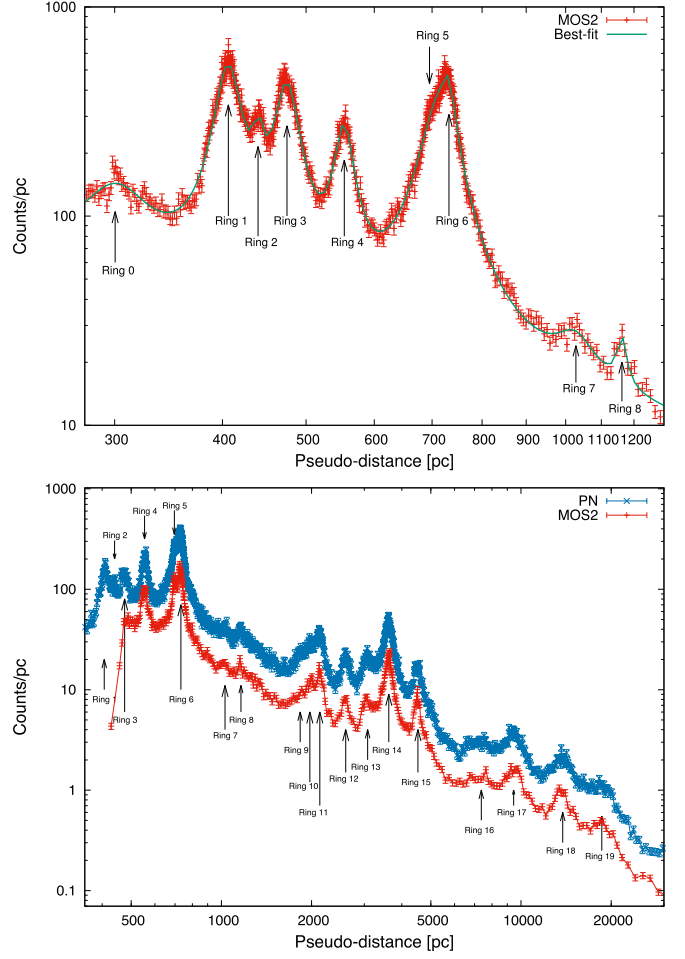 1000
MOS2
Best-fit
Ring 5
Counts/pc
100
Ring 1
Ring 3
Ring 6
Ring 2
Ring 4
Ring 0
Ring 7
Ring 8
10
300 400 500 600 700 800 900 1000 1100 1200
Pseudo-distance [pc]
1000
PN
MOS2
Ring 5
Ring 4
Ring 2
100
Counts/pc
10
Ring 1
Ring 3
Ring 6
Ring 8
Ring 7
Ring 9
Ring 14
Ring 13
Ring 12
Ring 15
Ring 10
Ring 11
1
Ring 17
Ring 16
Ring 18
Ring 19
0.1
500 1000 2000 5000 10000 20000
Pseudo-distance [pc]